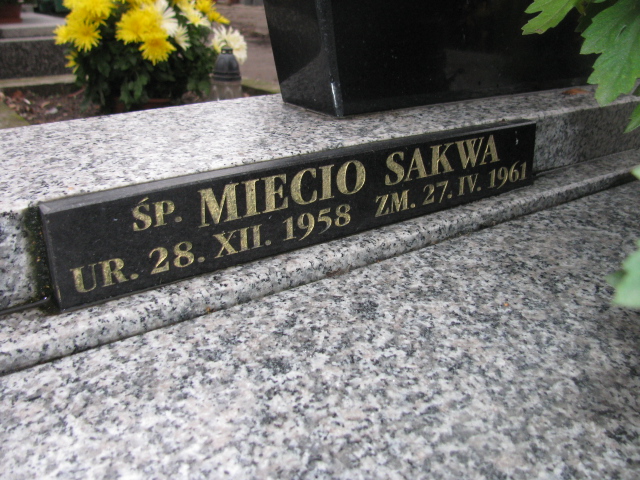 ŚP. MIECIO SAKWA
UR. 28. XII. 1958 ZM. 27. IV. 1961